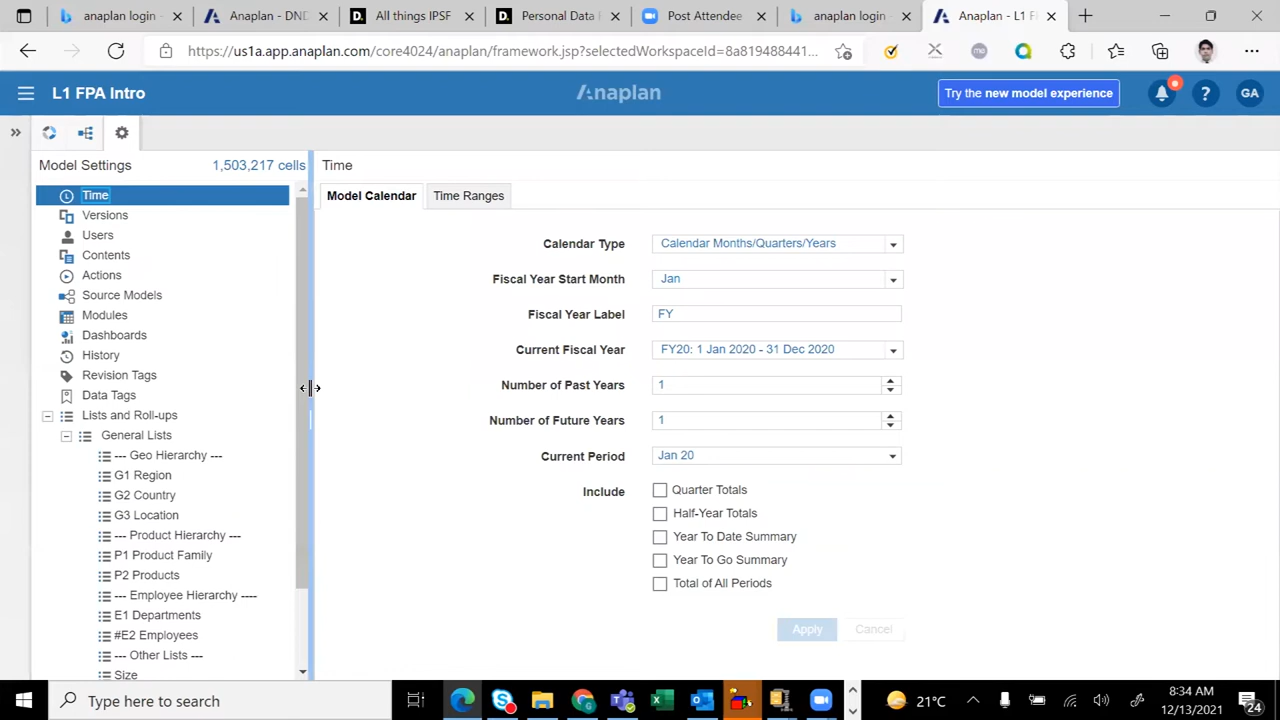 anaplan login -
Anaplan - DND
All things IPSF
Personal Data F
Post Attendee
anaplan login -
Anaplan - L1 F
https://us1a.app.anaplan.com/core4024/anaplan/framework.jsp?selectedWorkspaceId=8a819488441...
L1 FPA Intro
Anaplan
Try the new model experience
?
GA
Model Settings
1,503,217 cells
Time
Versions
Users
Contents
Actions
Source Models
Modules
Dashboards
History
Revision Tags
Data Tags
Lists and Roll-ups
General Lists
--- Geo Hierarchy ---
G1 Region
G2 Country
G3 Location
--- Product Hierarchy ---
P1 Product Family
P2 Products
--- Employee Hierarchy ----
E1 Departments
#E2 Employees
--- Other Lists ---
Size
Time
Model Calendar
Time Ranges
Calendar Type
Calendar Months/Quarters/Years
Fiscal Year Start Month
Jan
Fiscal Year Label
FY
Current Fiscal Year
FY20: 1 Jan 2020 - 31 Dec 2020
Number of Past Years
1
Number of Future Years
1
Current Period
Jan 20
Include
Quarter Totals
Half-Year Totals
Year To Date Summary
Year To Go Summary
Total of All Periods
Apply
Cancel
Type here to search
21°C
8:34 AM
12/13/2021
24